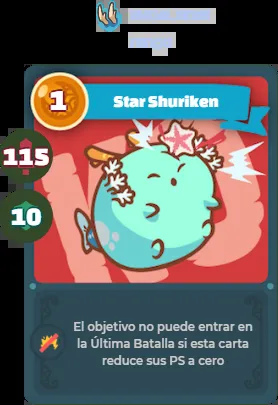 1
Star Shuriken
115
10
El objetivo no puede entrar en
la Última Batalla si esta carta
reduce sus PS a cero